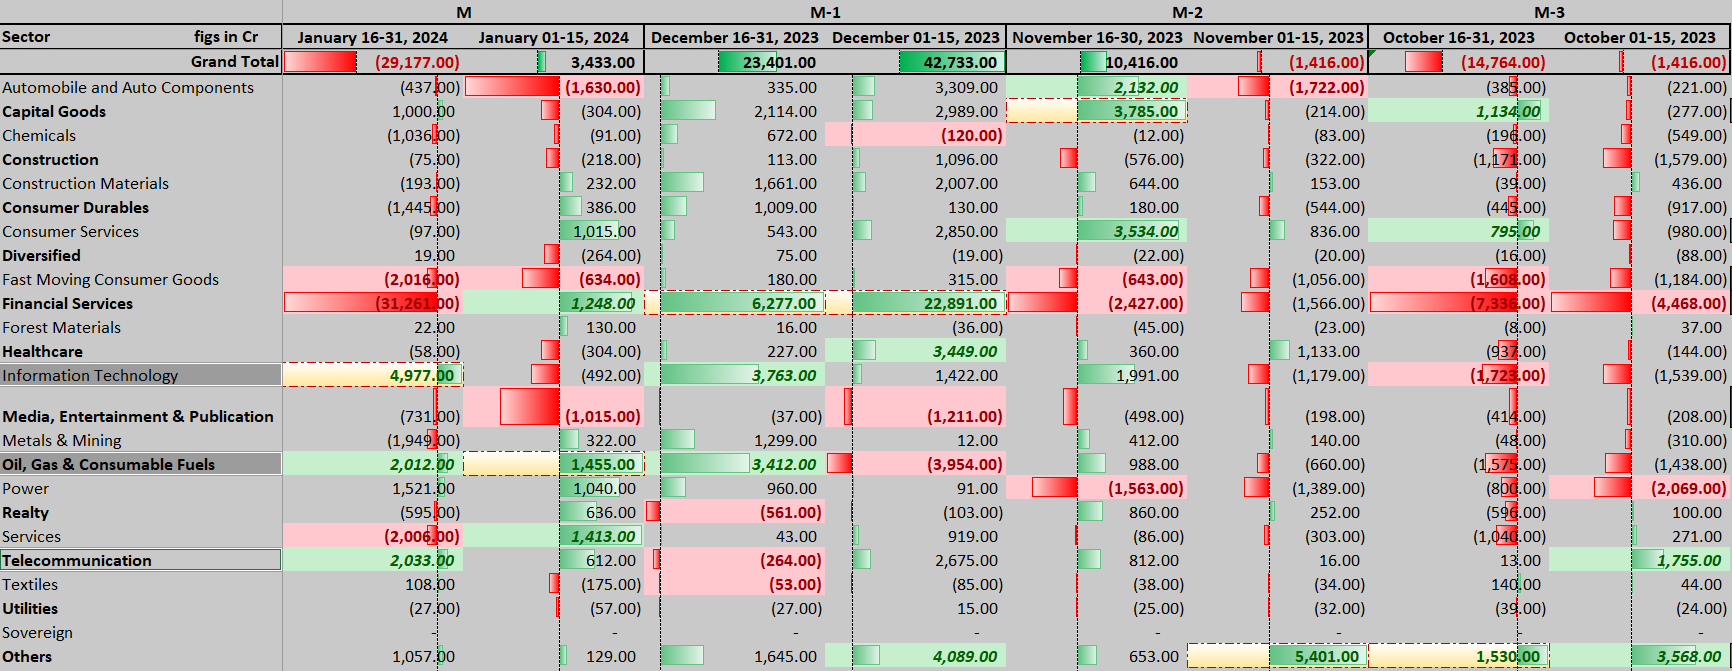 M M-1 M-2 M-3
Sector figs in Cr January 16-31, 2024 January 01-15, 2024 December 16-31, 2023 December 01-15, 2023 November 16-30, 2023 November 01-15, 2023 October 16-31, 2023 October 01-15, 2023
Grand Total (29,177.00) 3,433.00 23,401.00 42,733.00 10,416.00 (1,416.00) (14,764.00) (1,416.00)
Automobile and Auto Components (437.00) (1,630.00) 335.00 3,309.00 2,132.00 (1,722.00) (385.00) (221.00)
Capital Goods 1,000.00 (304.00) 2,114.00 2,989.00 3,785.00 (214.00) 1,134.00 (277.00)
Chemicals (1,036.00) (91.00) 672.00 (120.00) (12.00) (83.00) (196.00) (549.00)
Construction (75.00) (218.00) 113.00 1,096.00 (576.00) (322.00) (1,171.00) (1,579.00)
Construction Materials (193.00) 232.00 1,661.00 2,007.00 644.00 153.00 (39.00) 436.00
Consumer Durables (1,445.00) 386.00 1,009.00 130.00 180.00 (544.00) (445.00) (917.00)
Consumer Services (97.00) 1,015.00 543.00 2,850.00 3,534.00 836.00 795.00 (980.00)
Diversified 19.00 (264.00) 75.00 (19.00) (22.00) (20.00) (16.00) (88.00)
Fast Moving Consumer Goods (2,016.00) (634.00) 180.00 315.00 (643.00) (1,056.00) (1,608.00) (1,184.00)
Financial Services (31,261.00) 1,248.00 6,277.00 22,891.00 (2,427.00) (1,566.00) (7,336.00) (4,468.00)
Forest Materials 22.00 130.00 16.00 (36.00) (45.00) (23.00) (8.00) 37.00
Healthcare (58.00) (304.00) 227.00 3,449.00 360.00 1,133.00 (937.00) (144.00)
Information Technology 4,977.00 (492.00) 3,763.00 1,422.00 1,991.00 (1,179.00) (1,723.00) (1,539.00)
Media, Entertainment & Publication (731.00) (1,015.00) (37.00) (1,211.00) (498.00) (198.00) (414.00) (208.00)
Metals & Mining (1,949.00) 322.00 1,299.00 12.00 412.00 140.00 (48.00) (310.00)
Oil, Gas & Consumable Fuels 2,012.00 1,455.00 3,412.00 (3,954.00) 988.00 (660.00) (1,575.00) (1,438.00)
Power 1,521.00 1,040.00 960.00 91.00 (1,563.00) (1,389.00) (800.00) (2,069.00)
Realty (595.00) 636.00 (561.00) (103.00) 860.00 252.00 (596.00) 100.00
Services (2,006.00) 1,413.00 43.00 919.00 (86.00) (303.00) (1,040.00) 271.00
Telecommunication 2,033.00 612.00 (264.00) 2,675.00 812.00 16.00 13.00 1,755.00
Textiles 108.00 (175.00) (53.00) (85.00) (38.00) (34.00) 140.00 44.00
Utilities (27.00) (57.00) (27.00) 15.00 (25.00) (32.00) (39.00) (24.00)
Sovereign - - - - - - - -
Others 1,057.00 129.00 1,645.00 4,089.00 653.00 5,401.00 1,530.00 3,568.00